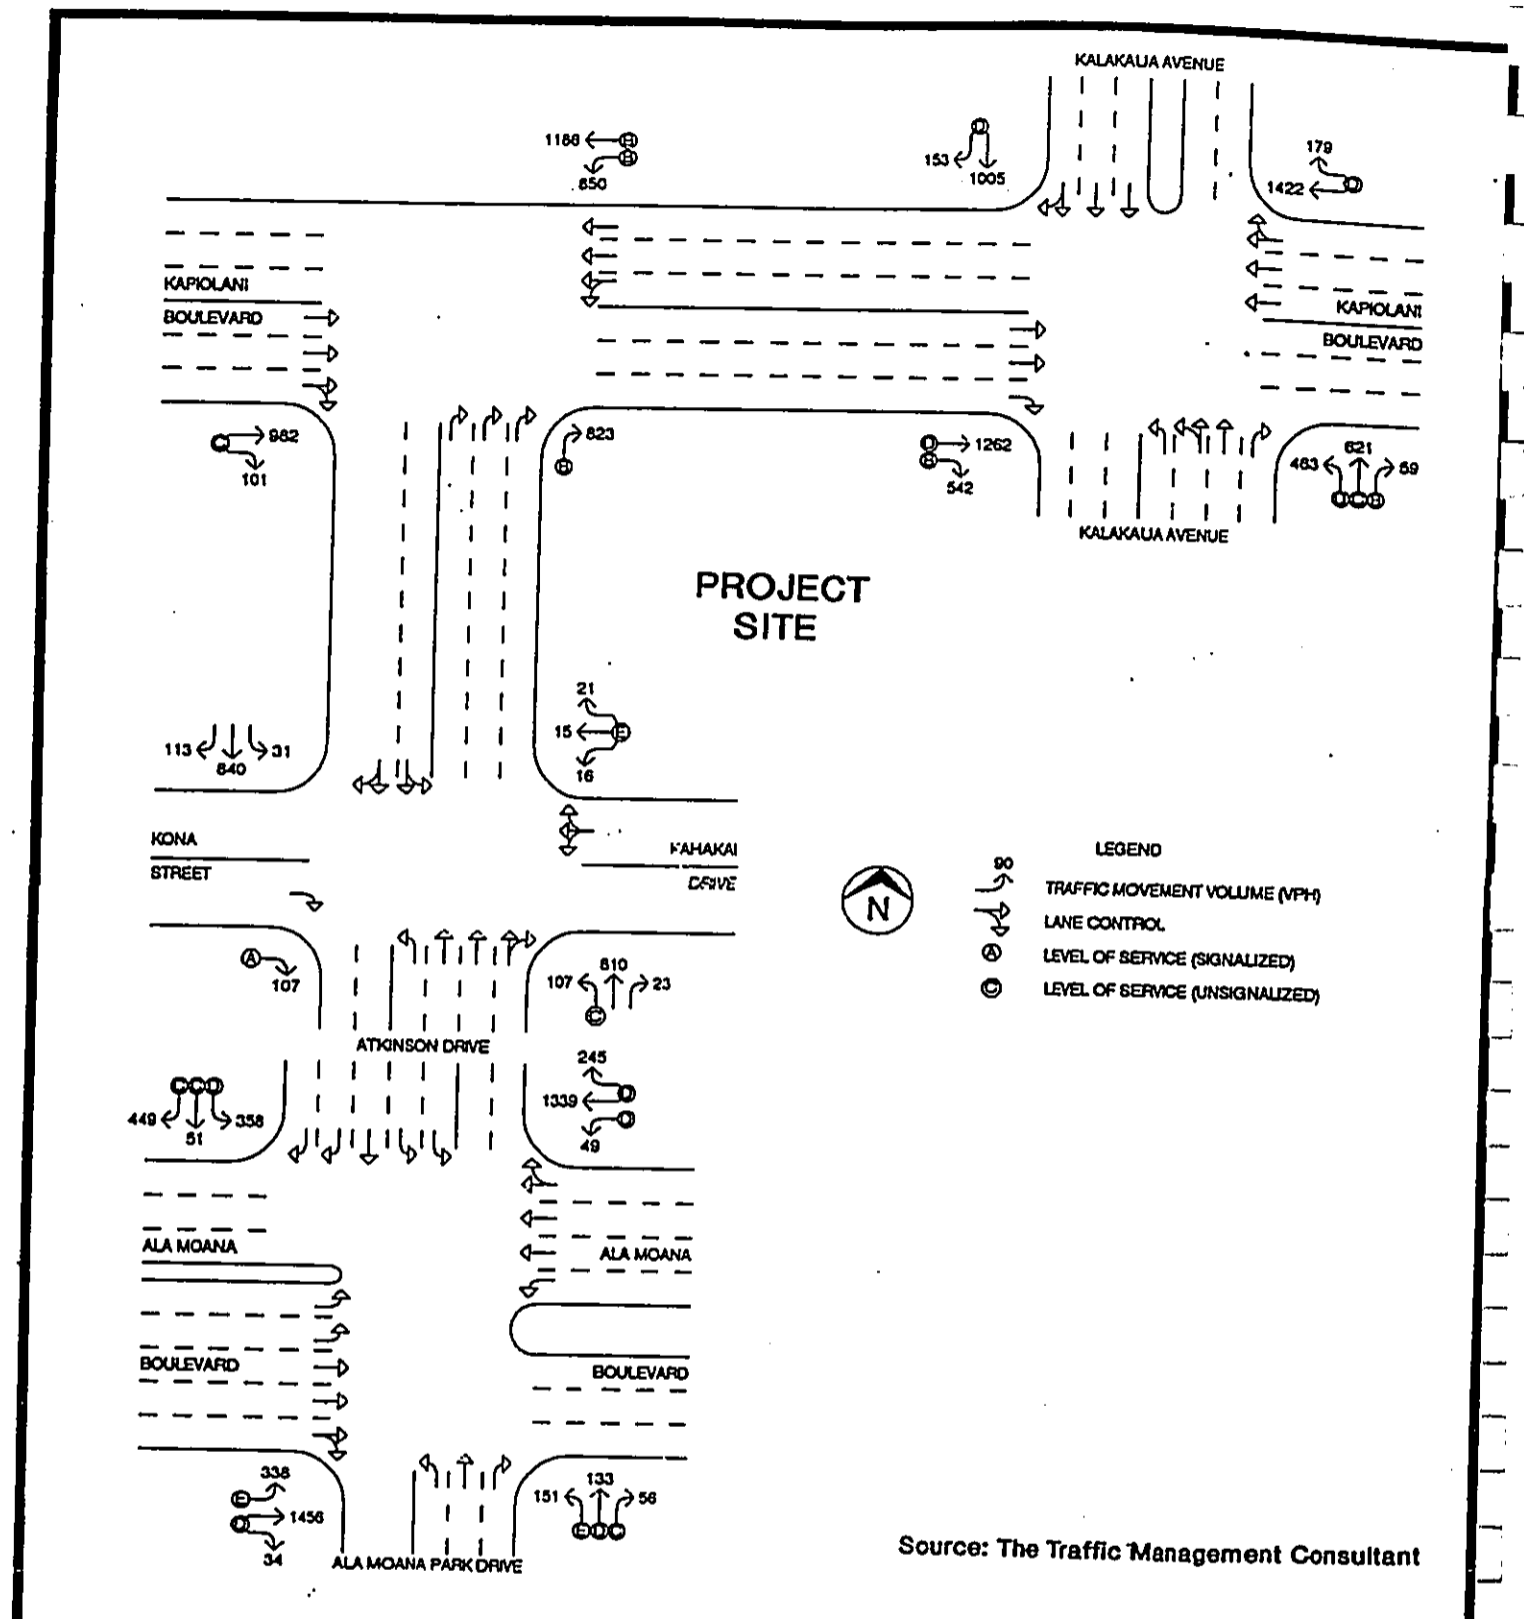 KALAKAUA AVENUE
1186
850
153
1005
179
1422
KAPIOLANI
BOULEVARD
KAPIOLANI
BOULEVARD
982
101
823
1262
542
621
463
59
KALAKAUA AVENUE
PROJECT
SITE
21
15
16
113
31
840
KONA
STREET
KAHAKAI
DRIVE
LEGEND
90
TRAFFIC MOVEMENT VOLUME (VPH)
LANE CONTROL
A LEVEL OF SERVICE (SIGNALIZED)
C LEVEL OF SERVICE (UNSIGNALIZED)
N
A
107
810
107
23
C
ATKINSON DRIVE
C C D
449
51
358
245
1339
49
ALA MOANA
BOULEVARD
ALA MOANA
BOULEVARD
338
E
1456
D
34
133
151
56
E D C
ALA MOANA PARK DRIVE
Source: The Traffic Management Consultant